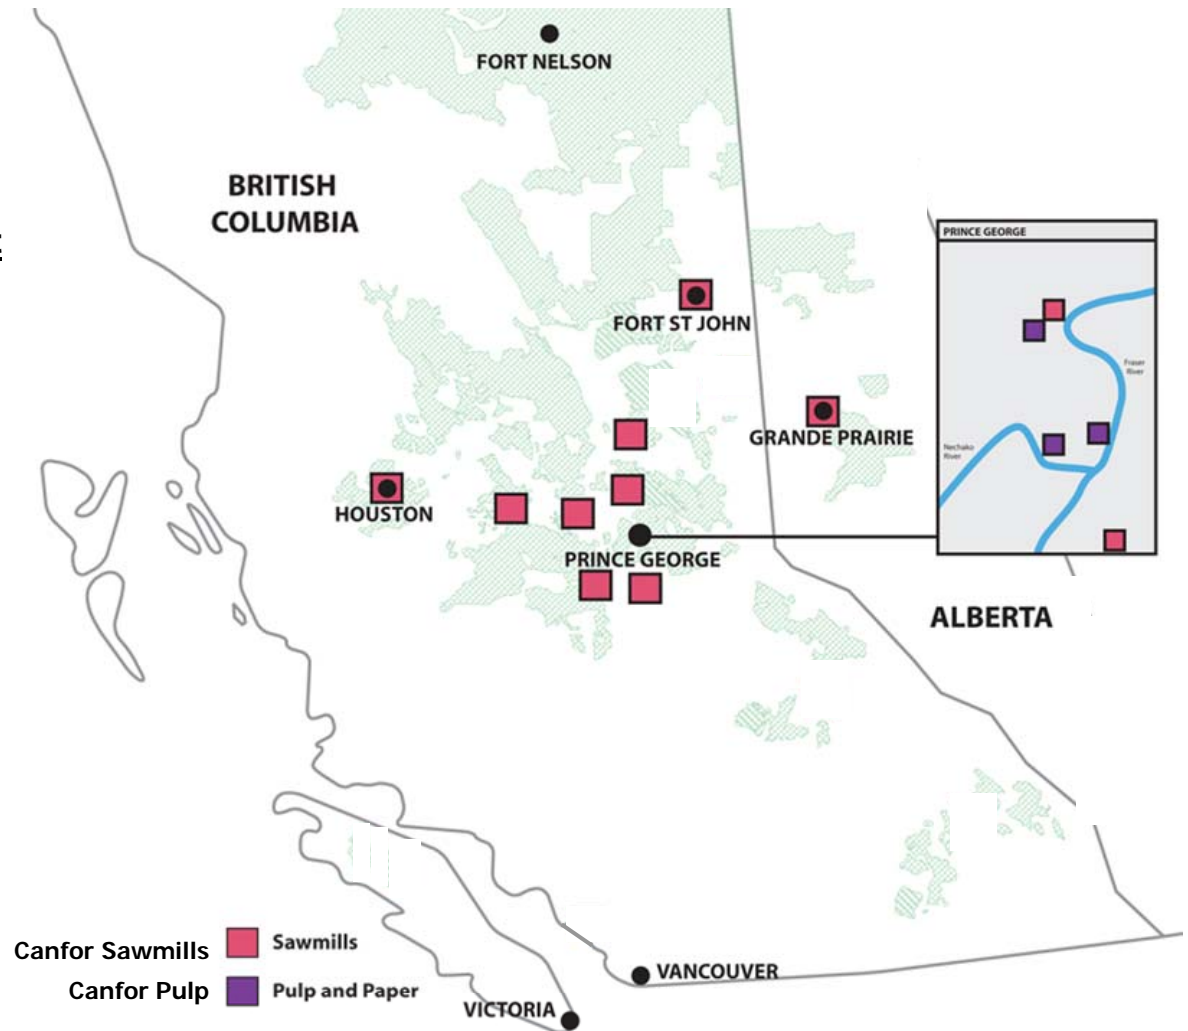 FORT NELSON
BRITISH
COLUMBIA
PRINCE GEORGE
FORT ST JOHN
Fraser
River
GRANDE PRAIRIE
Nechako
River
HOUSTON
PRINCE GEORGE
ALBERTA
Canfor Sawmills
Sawmills
Canfor Pulp
Pulp and Paper
VANCOUVER
VICTORIA